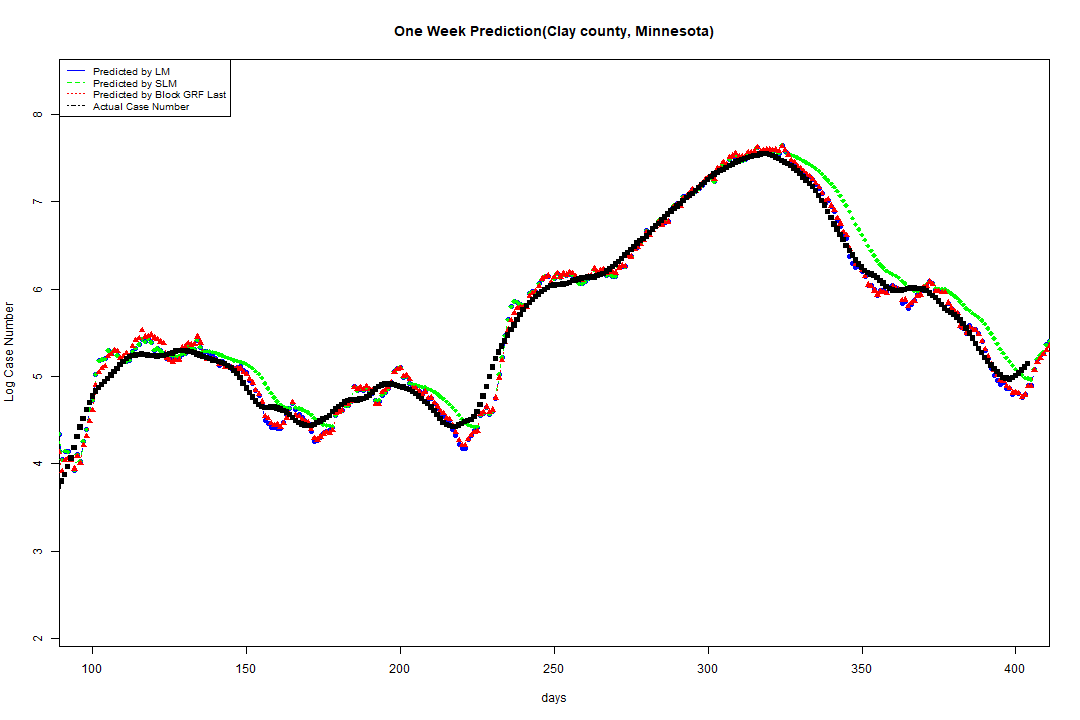 One Week Prediction(Clay county, Minnesota)
Predicted by LM
Predicted by SLM
Predicted by Block GRF Last
Actual Case Number
Log Case Number
8
7
6
5
4
3
2
100 150 200 250 300 350 400
days